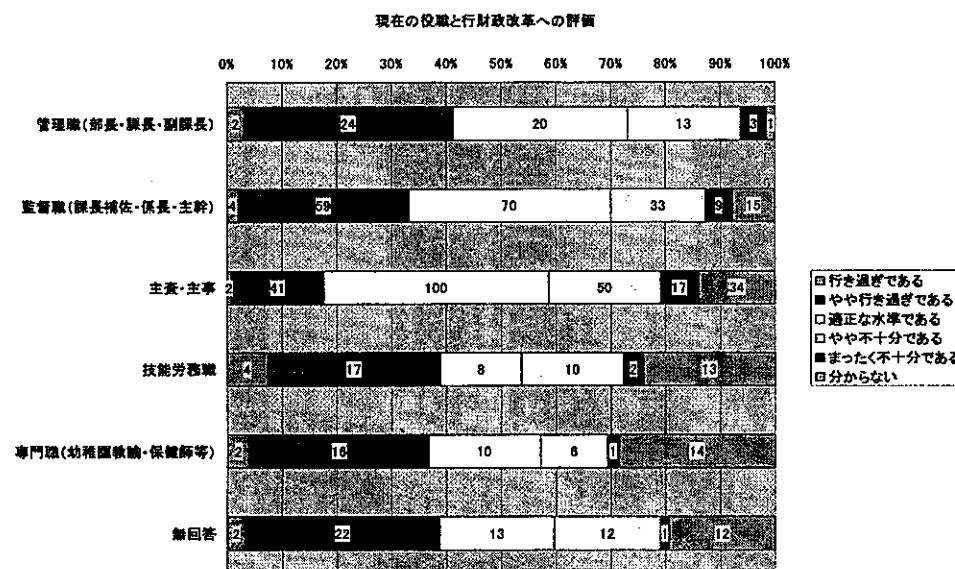 現在の役職と行財政改革への評価
0% 10% 20% 30% 40% 50% 60% 70% 80% 90% 100%
管理職(部長・課長・副課長) 2 24 20 13 3 1
監督職(課長補佐・係長・主幹) 4 59 70 33 9 15
主査・主事 2 41 100 50 17 34
技能労務職 4 17 8 10 2 13
専門職(幼稚園教諭・保健師等) 2 16 10 6 1 14
無回答 2 22 13 12 1 12
行き過ぎである
やや行き過ぎである
適正な水準である
やや不十分である
まったく不十分である
分からない